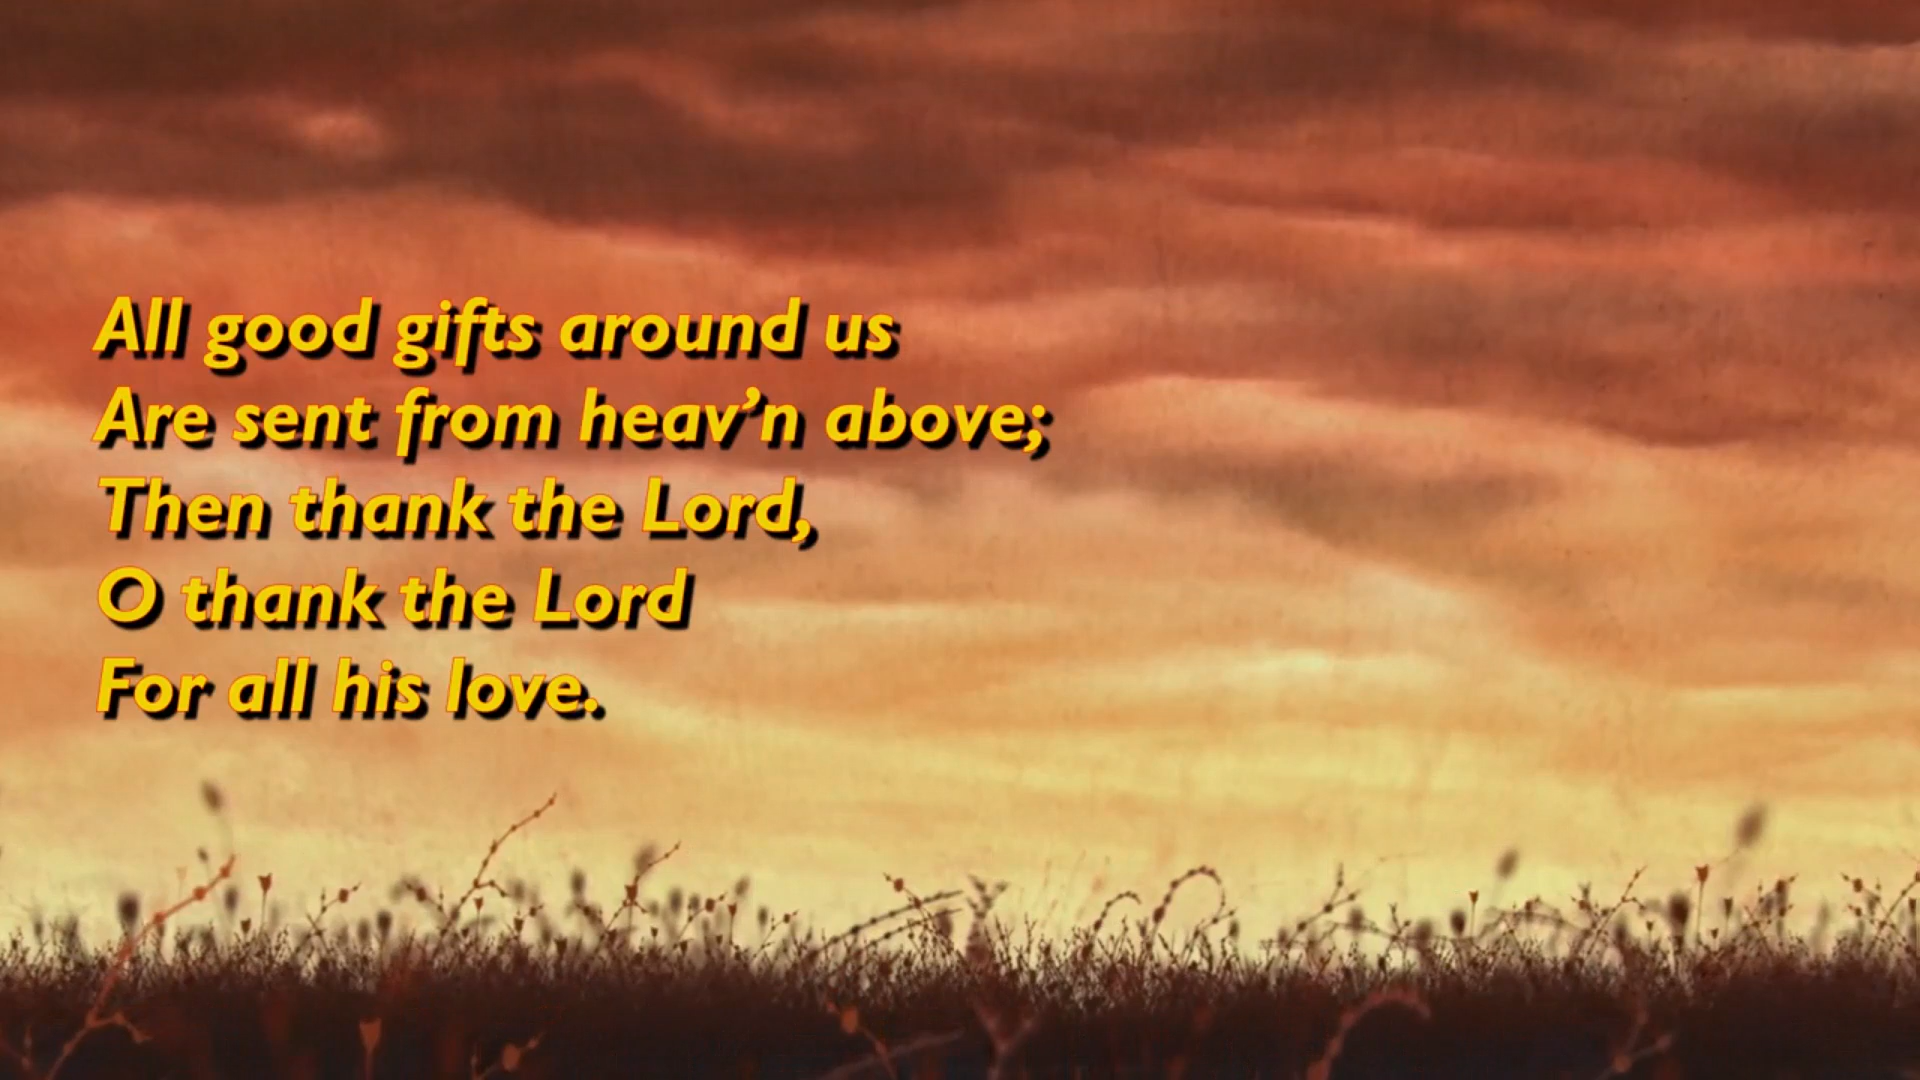 All good gifts around us
Are sent from heav’n above;
Then thank the Lord,
O thank the Lord
For all his love.